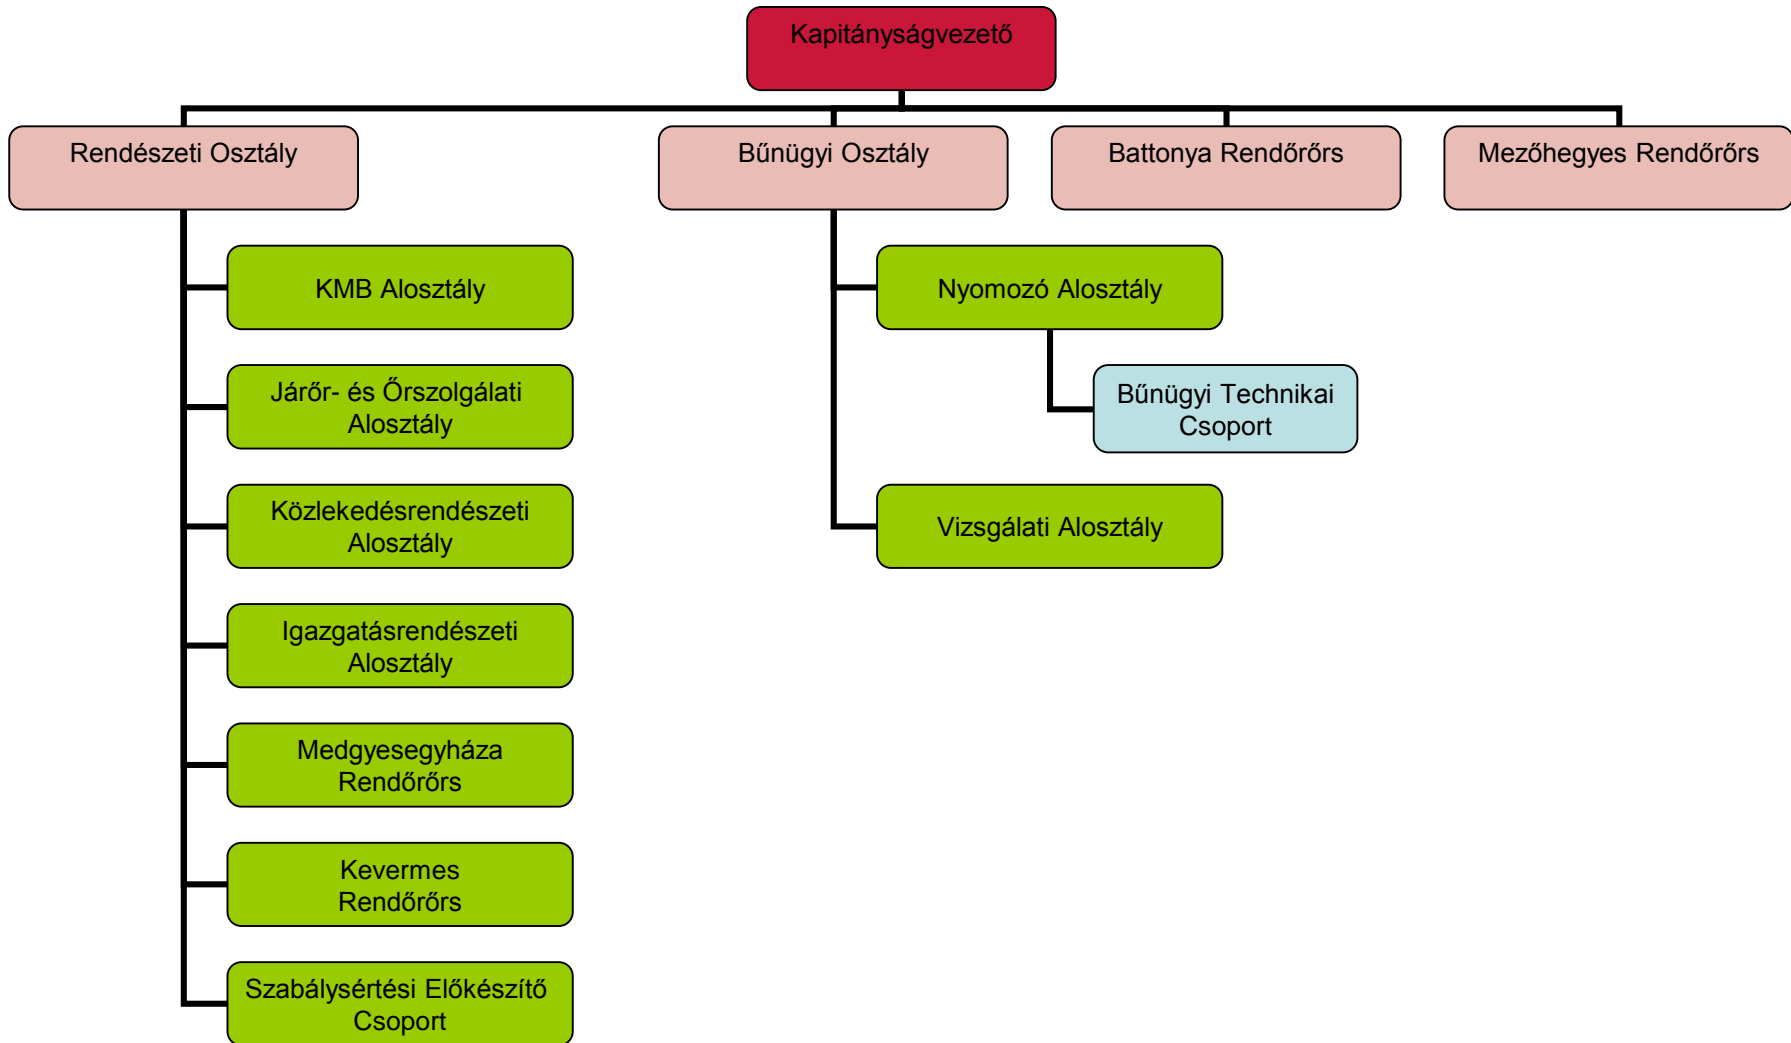 Kapitányságvezető
Rendészeti Osztály
Bűnügyi Osztály
Battonya Rendőrőrs
Mezőhegyes Rendőrőrs
KMB Alosztály
Járőr- és Őrszolgálati
Alosztály
Közlekedésrendészeti
Alosztály
Igazgatásrendészeti
Alosztály
Medgyesegyháza
Rendőrőrs
Kevermes
Rendőrőrs
Szabálysértési Előkészítő
Csoport
Nyomozó Alosztály
Bűnügyi Technikai
Csoport
Vizsgálati Alosztály